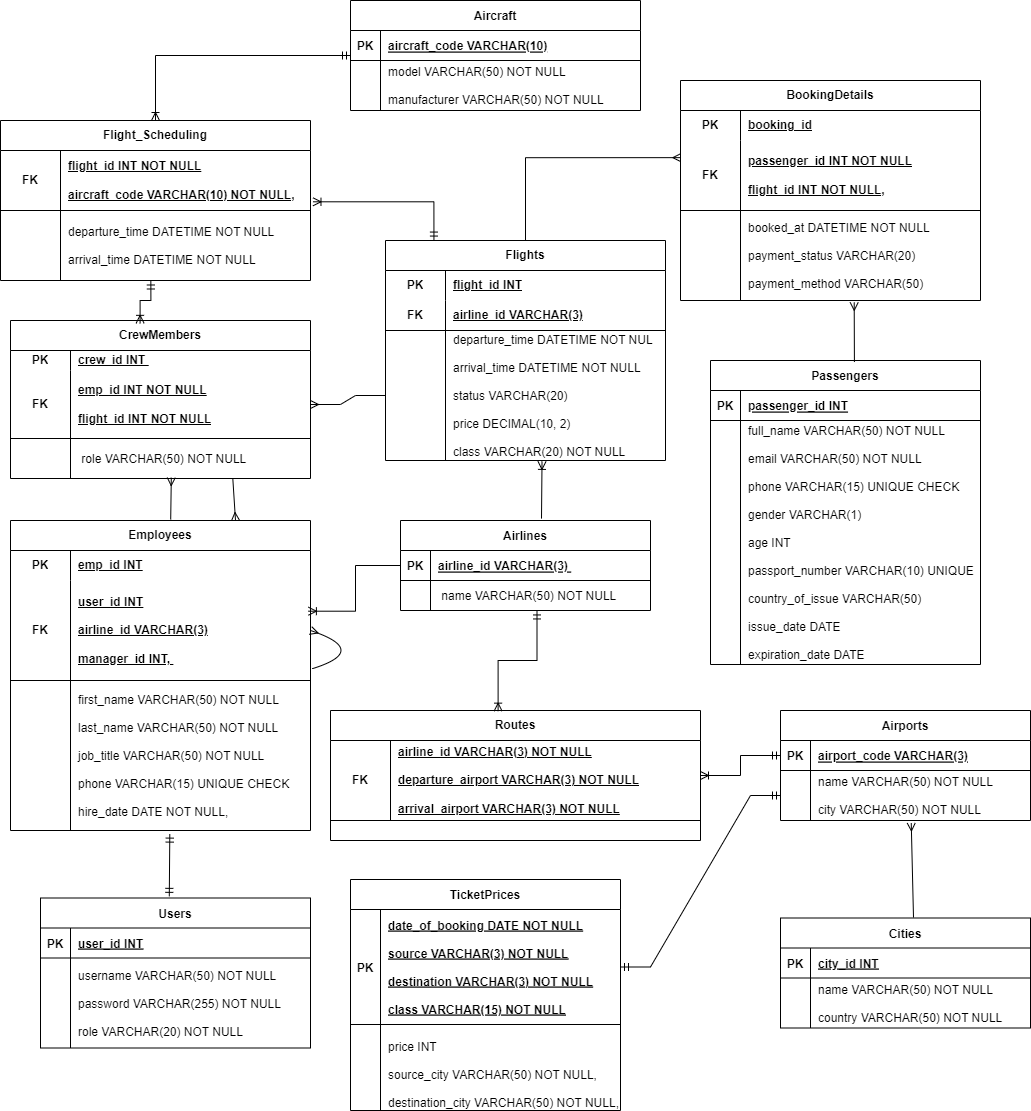 Aircraft
PK aircraft_code VARCHAR(10)
model VARCHAR(50) NOT NULL
manufacturer VARCHAR(50) NOT NULL
BookingDetails
PK booking_id
passenger_id INT NOT NULL
FK
flight_id INT NOT NULL,
booked_at DATETIME NOT NULL
payment_status VARCHAR(20)
payment_method VARCHAR(50)
Flight_Scheduling
flight_id INT NOT NULL
FK
aircraft_code VARCHAR(10) NOT NULL,
departure_time DATETIME NOT NULL
arrival_time DATETIME NOT NULL
Flights
PK flight_id INT
FK airline_id VARCHAR(3)
departure_time DATETIME NOT NUL
arrival_time DATETIME NOT NULL
status VARCHAR(20)
price DECIMAL(10, 2)
class VARCHAR(20) NOT NULL
CrewMembers
PK crew_id INT
emp_id INT NOT NULL
FK
flight_id INT NOT NULL
role VARCHAR(50) NOT NULL
Passengers
PK passenger_id INT
full_name VARCHAR(50) NOT NULL
email VARCHAR(50) NOT NULL
phone VARCHAR(15) UNIQUE CHECK
gender VARCHAR(1)
age INT
passport_number VARCHAR(10) UNIQUE
country_of_issue VARCHAR(50)
issue_date DATE
expiration_date DATE
Employees
PK emp_id INT
user_id INT
FK airline_id VARCHAR(3)
manager_id INT,
first_name VARCHAR(50) NOT NULL
last_name VARCHAR(50) NOT NULL
job_title VARCHAR(50) NOT NULL
phone VARCHAR(15) UNIQUE CHECK
hire_date DATE NOT NULL,
Airlines
PK airline_id VARCHAR(3)
name VARCHAR(50) NOT NULL
Routes
airline_id VARCHAR(3) NOT NULL
FK departure_airport VARCHAR(3) NOT NULL
arrival_airport VARCHAR(3) NOT NULL
Airports
PK airport_code VARCHAR(3)
name VARCHAR(50) NOT NULL
city VARCHAR(50) NOT NULL
Users
PK user_id INT
username VARCHAR(50) NOT NULL
password VARCHAR(255) NOT NULL
role VARCHAR(20) NOT NULL
TicketPrices
date_of_booking DATE NOT NULL
source VARCHAR(3) NOT NULL
PK
destination VARCHAR(3) NOT NULL
class VARCHAR(15) NOT NULL
price INT
source_city VARCHAR(50) NOT NULL,
destination_city VARCHAR(50) NOT NULL,
Cities
PK city_id INT
name VARCHAR(50) NOT NULL
country VARCHAR(50) NOT NULL